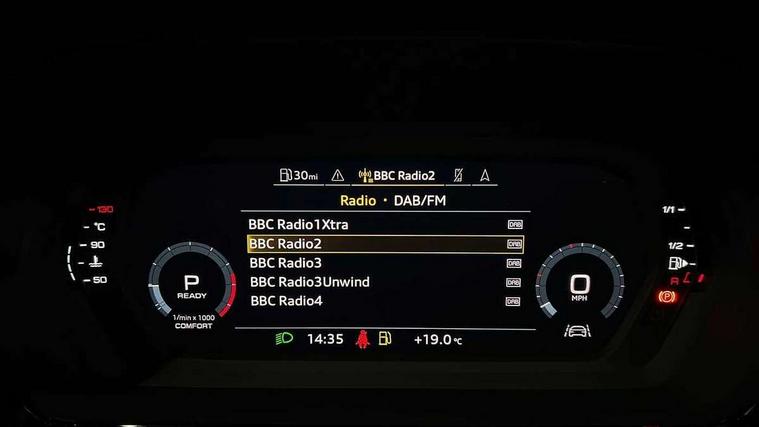 30mi BBC Radio2
Radio • DAB/FM
BBC Radio1Xtra DAB
BBC Radio2 DAB
BBC Radio3 DAB
BBC Radio3Unwind DAB
BBC Radio4 DAB
130
°C
90
50
P
READY
1/min x 1000
COMFORT
0
MPH
1/1
1/2
R
(P)
14:35 +19.0°C